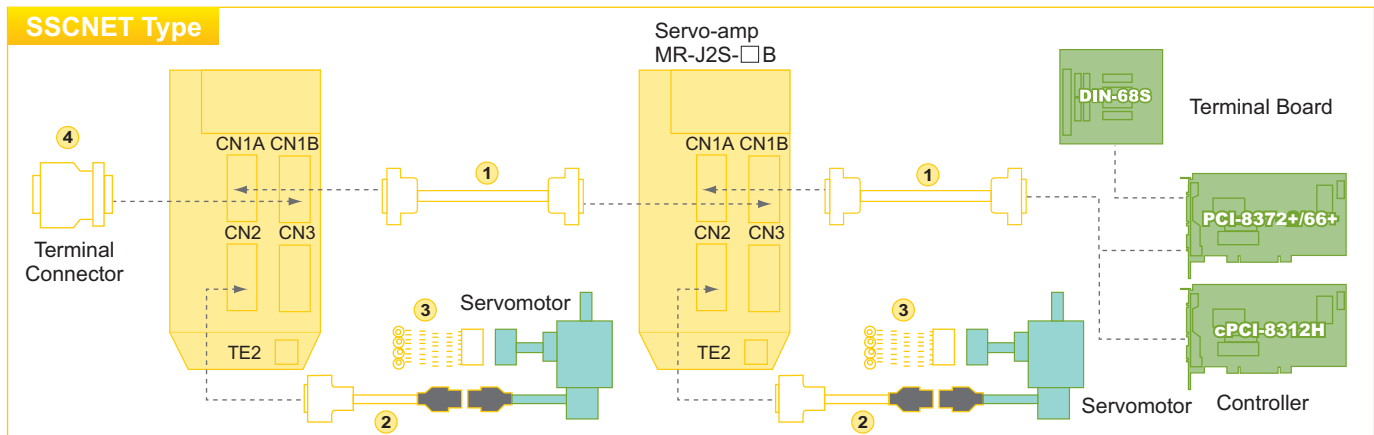 SSCNET Type
Servo-amp
MR-J2S-□B
DIN-68S
Terminal Board
4
CN1A CN1B
1
CN1A CN1B
1
PCI-8372+/66+
Terminal
Connector
CN2 CN3
CN2 CN3
3
Servomotor
3
cPCI-8312H
TE2
TE2
2
2
Servomotor
Controller